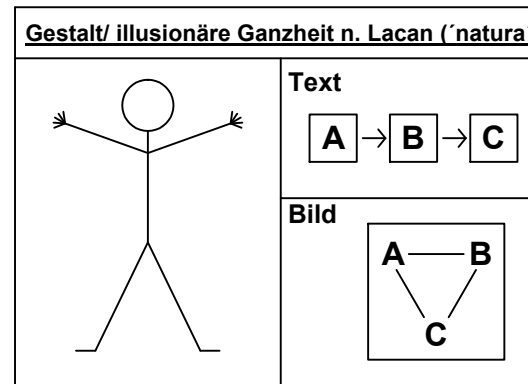 Gestalt/ illusionäre Ganzheit n. Lacan (´natura
Text
A → B → C
Bild
A B
C